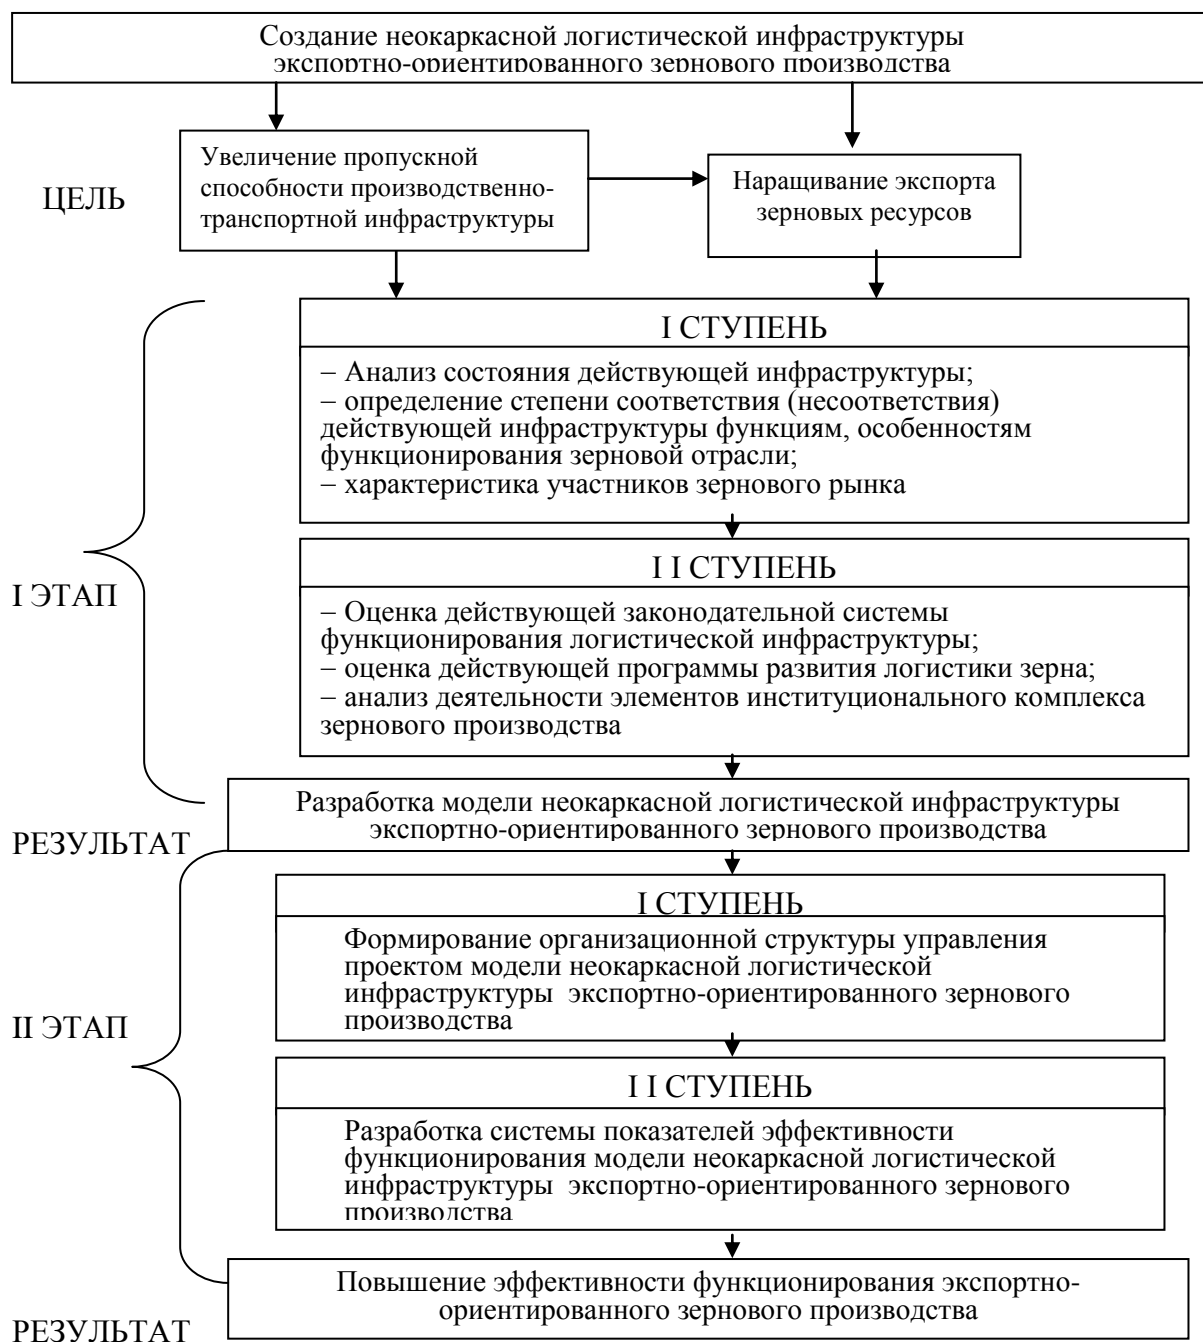 Создание неокаркасной логистической инфраструктуры
экспортно-ориентированного зернового производства
ЦЕЛЬ
Увеличение пропускной
способности производственно-
транспортной инфраструктуры
Наращивание экспорта
зерновых ресурсов
I ЭТАП
I СТУПЕНЬ
– Анализ состояния действующей инфраструктуры;
– определение степени соответствия (несоответствия)
действующей инфраструктуры функциям, особенностям
функционирования зерновой отрасли;
– характеристика участников зернового рынка
I I СТУПЕНЬ
– Оценка действующей законодательной системы
функционирования логистической инфраструктуры;
– оценка действующей программы развития логистики зерна;
– анализ деятельности элементов институционального комплекса
зернового производства
РЕЗУЛЬТАТ
Разработка модели неокаркасной логистической инфраструктуры
экспортно-ориентированного зернового производства
II ЭТАП
I СТУПЕНЬ
Формирование организационной структуры управления
проектом модели неокаркасной логистической
инфраструктуры экспортно-ориентированного зернового
производства
I I СТУПЕНЬ
Разработка системы показателей эффективности
функционирования модели неокаркасной логистической
инфраструктуры экспортно-ориентированного зернового
производства
РЕЗУЛЬТАТ
Повышение эффективности функционирования экспортно-
ориентированного зернового производства